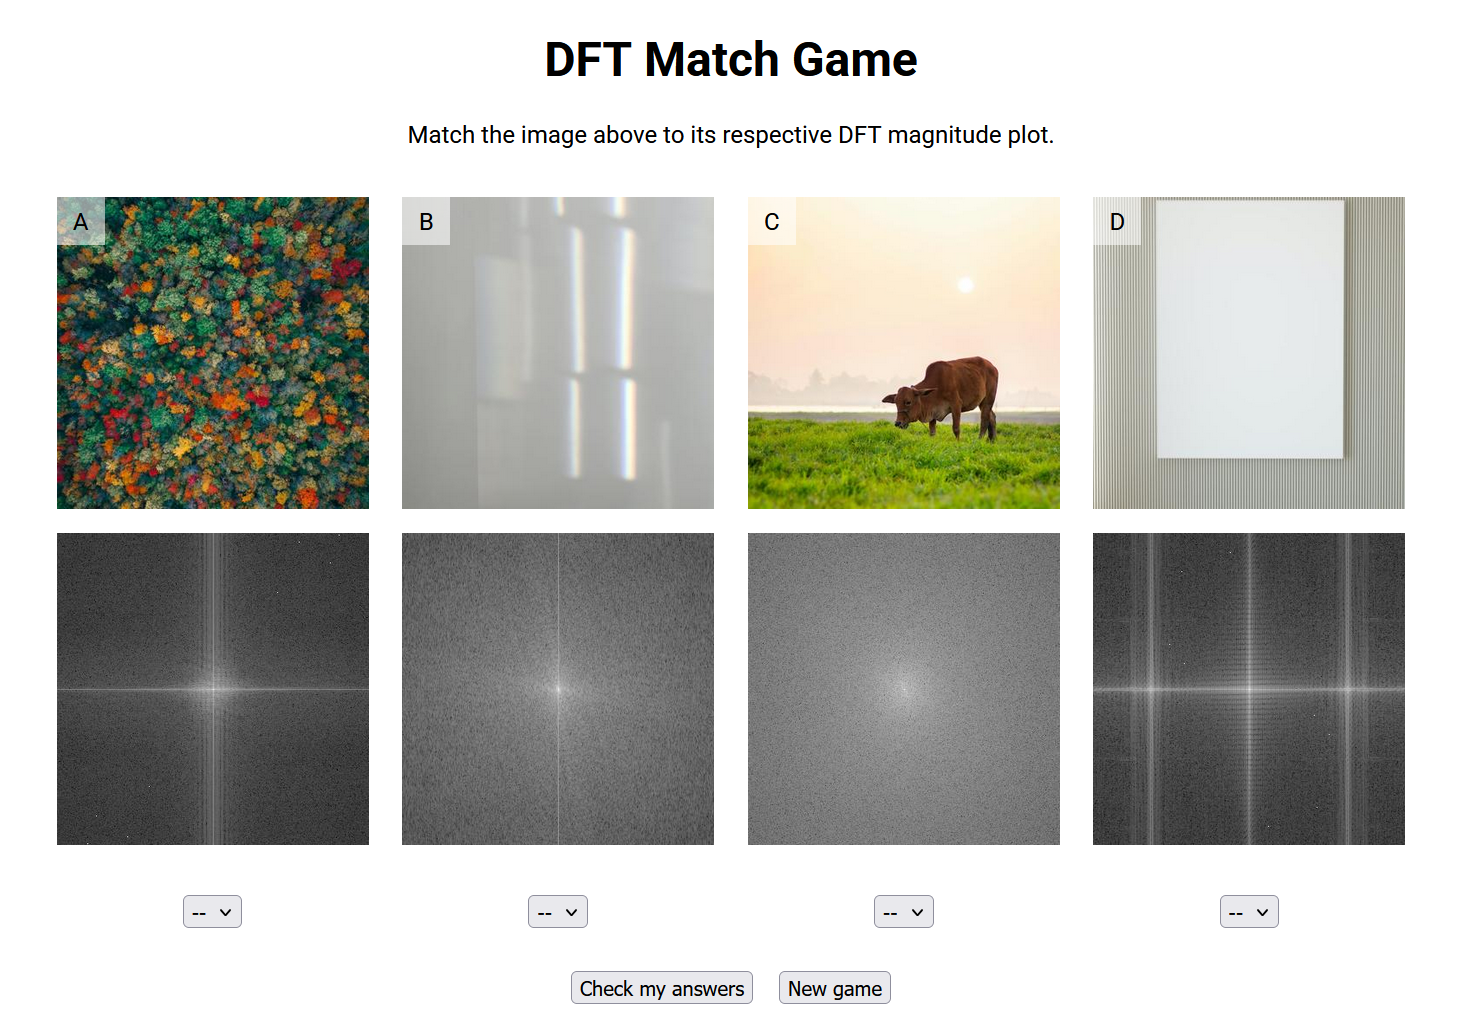 DFT Match Game
Match the image above to its respective DFT magnitude plot.
A
B
C
D
--
--
--
--
Check my answers
New game